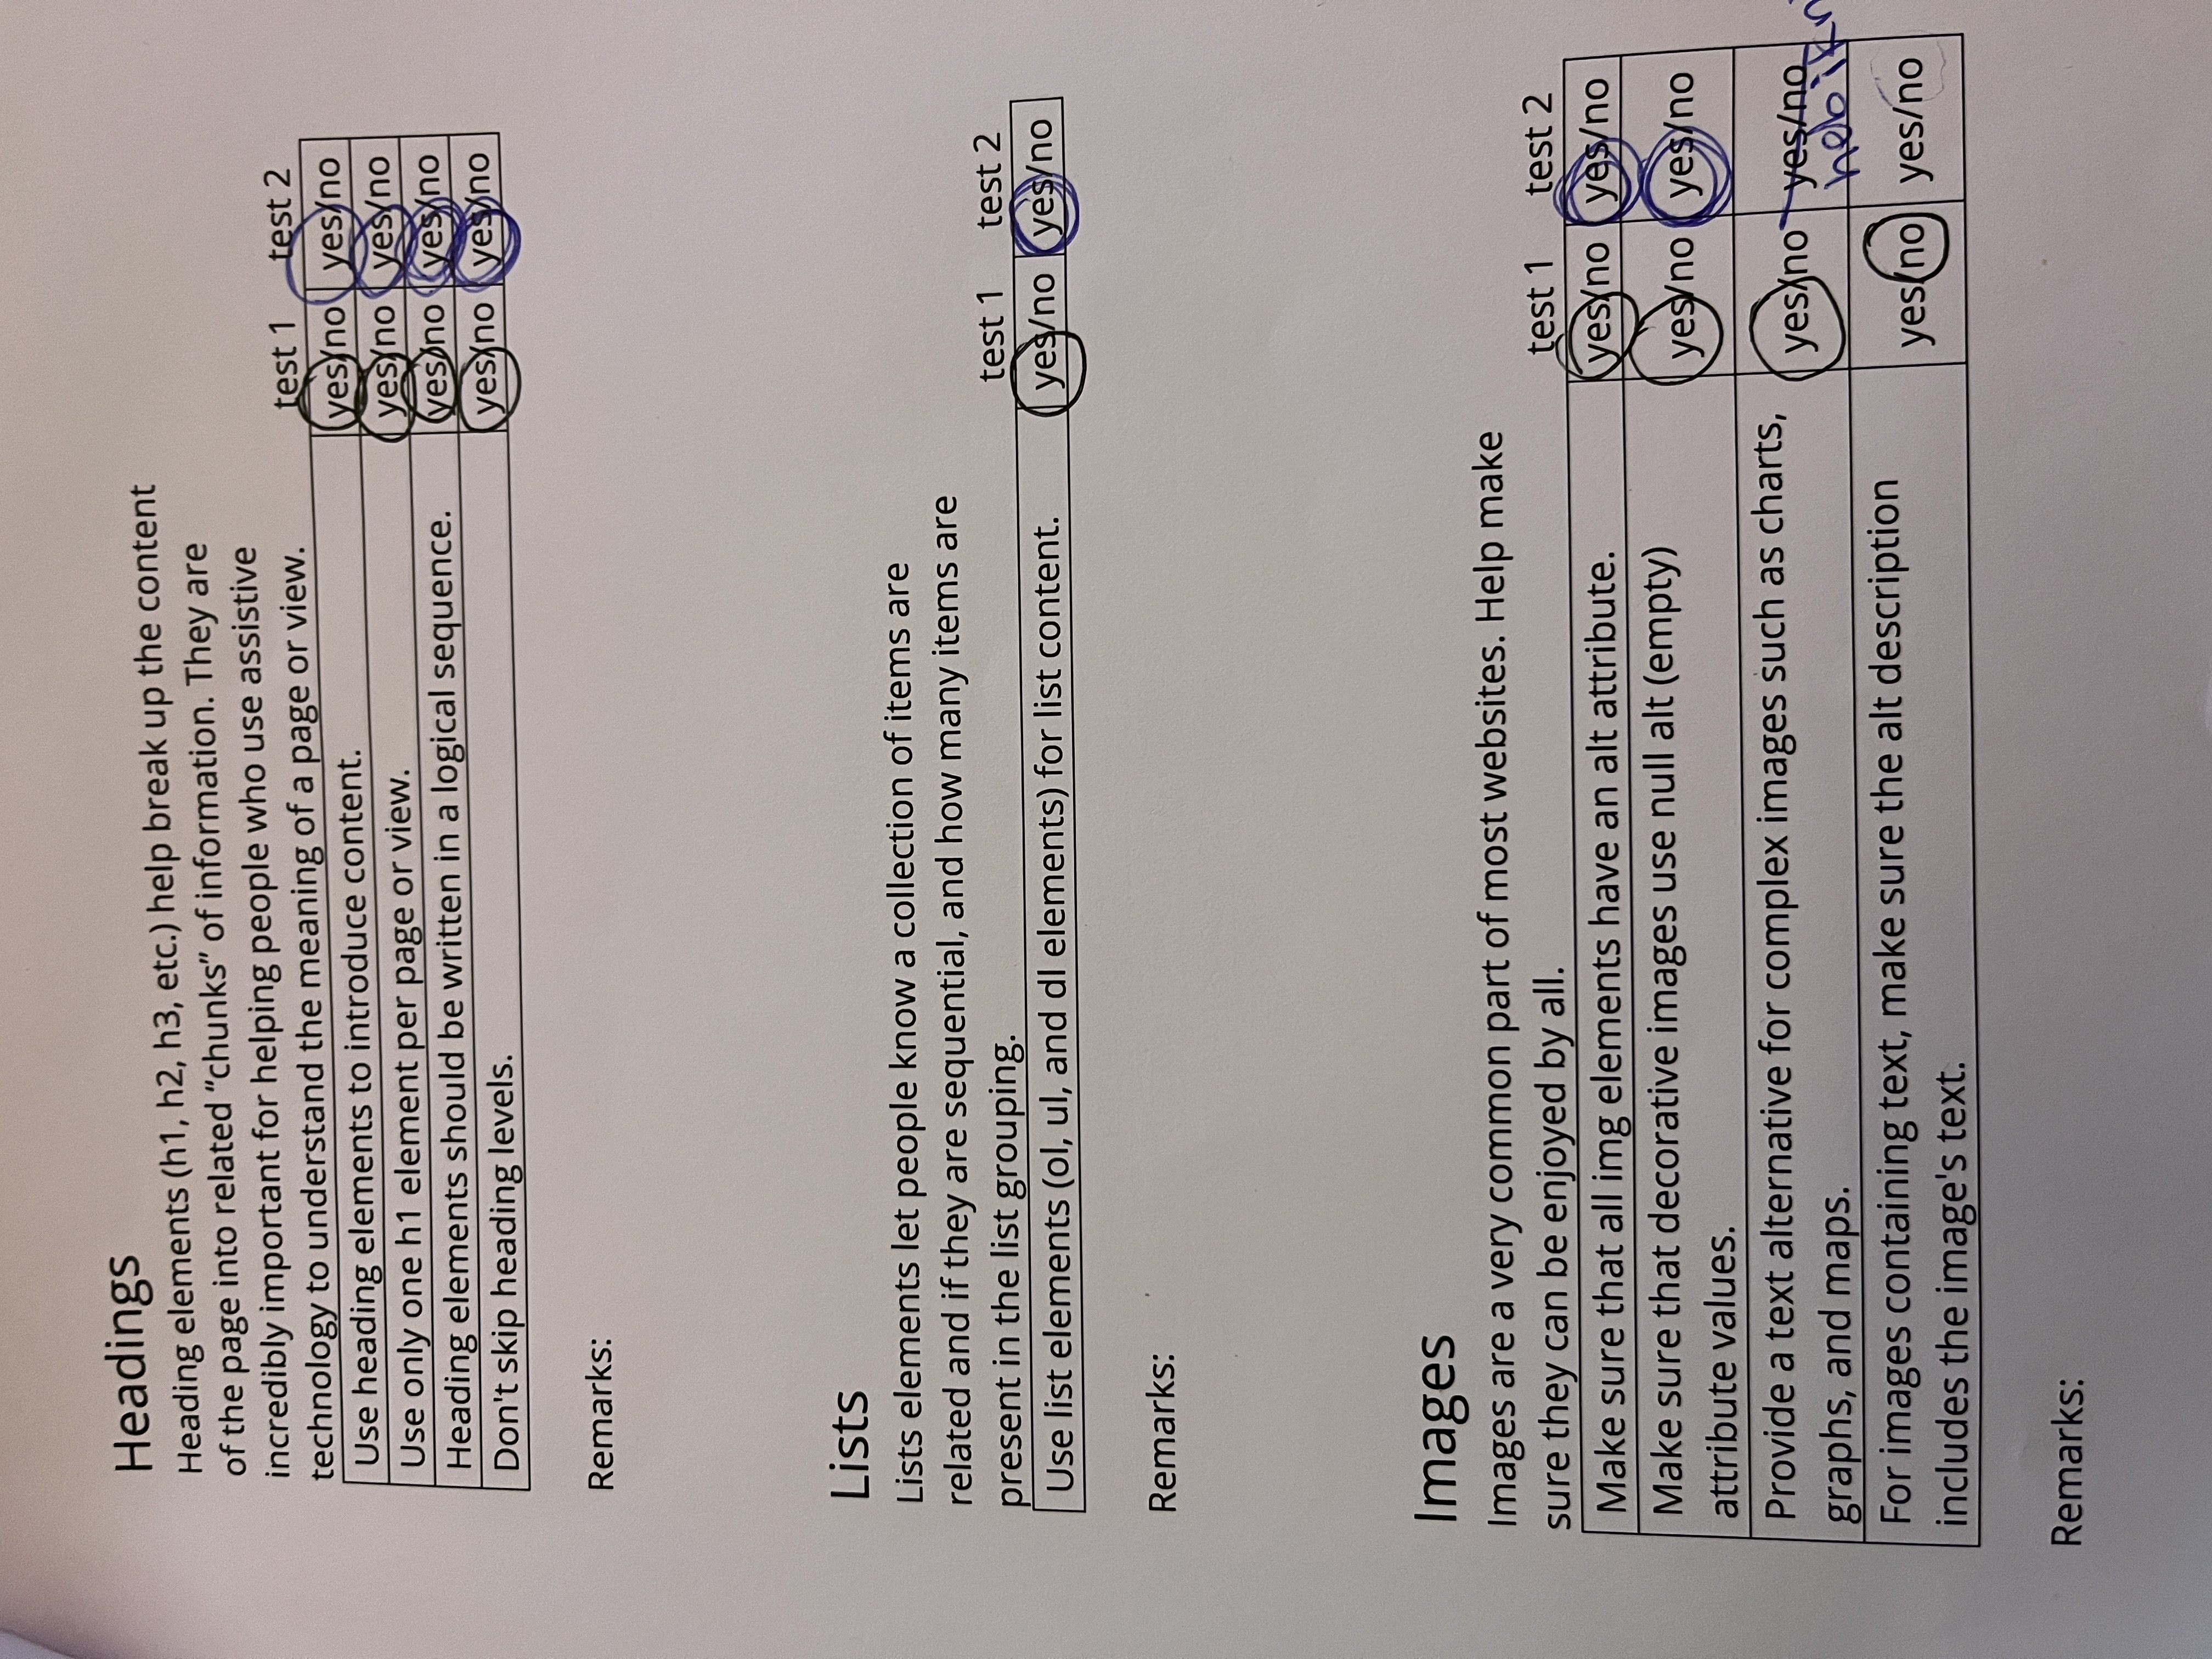 Headings
Heading elements (h1, h2, h3, etc.) help break up the content
of the page into related “chunks” of information. They are
incredibly important for helping people who use assistive
technology to understand the meaning of a page or view.
test 1 test 2
Use heading elements to introduce content. yes/no yes/no
Use only one h1 element per page or view. yes/no yes/no
Heading elements should be written in a logical sequence. yes/no yes/no
Don't skip heading levels. yes/no yes/no
Remarks:
Lists
Lists elements let people know a collection of items are
related and if they are sequential, and how many items are
present in the list grouping.
test 1 test 2
Use list elements (ol, ul, and dl elements) for list content. yes/no yes/no
Remarks:
Images
Images are a very common part of most websites. Help make
sure they can be enjoyed by all.
test 1 test 2
Make sure that all img elements have an alt attribute. yes/no yes/no
Make sure that decorative images use null alt (empty)
attribute values. yes/no yes/no
Provide a text alternative for complex images such as charts,
graphs, and maps. yes/no yes/no
heb ik
For images containing text, make sure the alt description
includes the image's text. yes/no yes/no
Remarks: